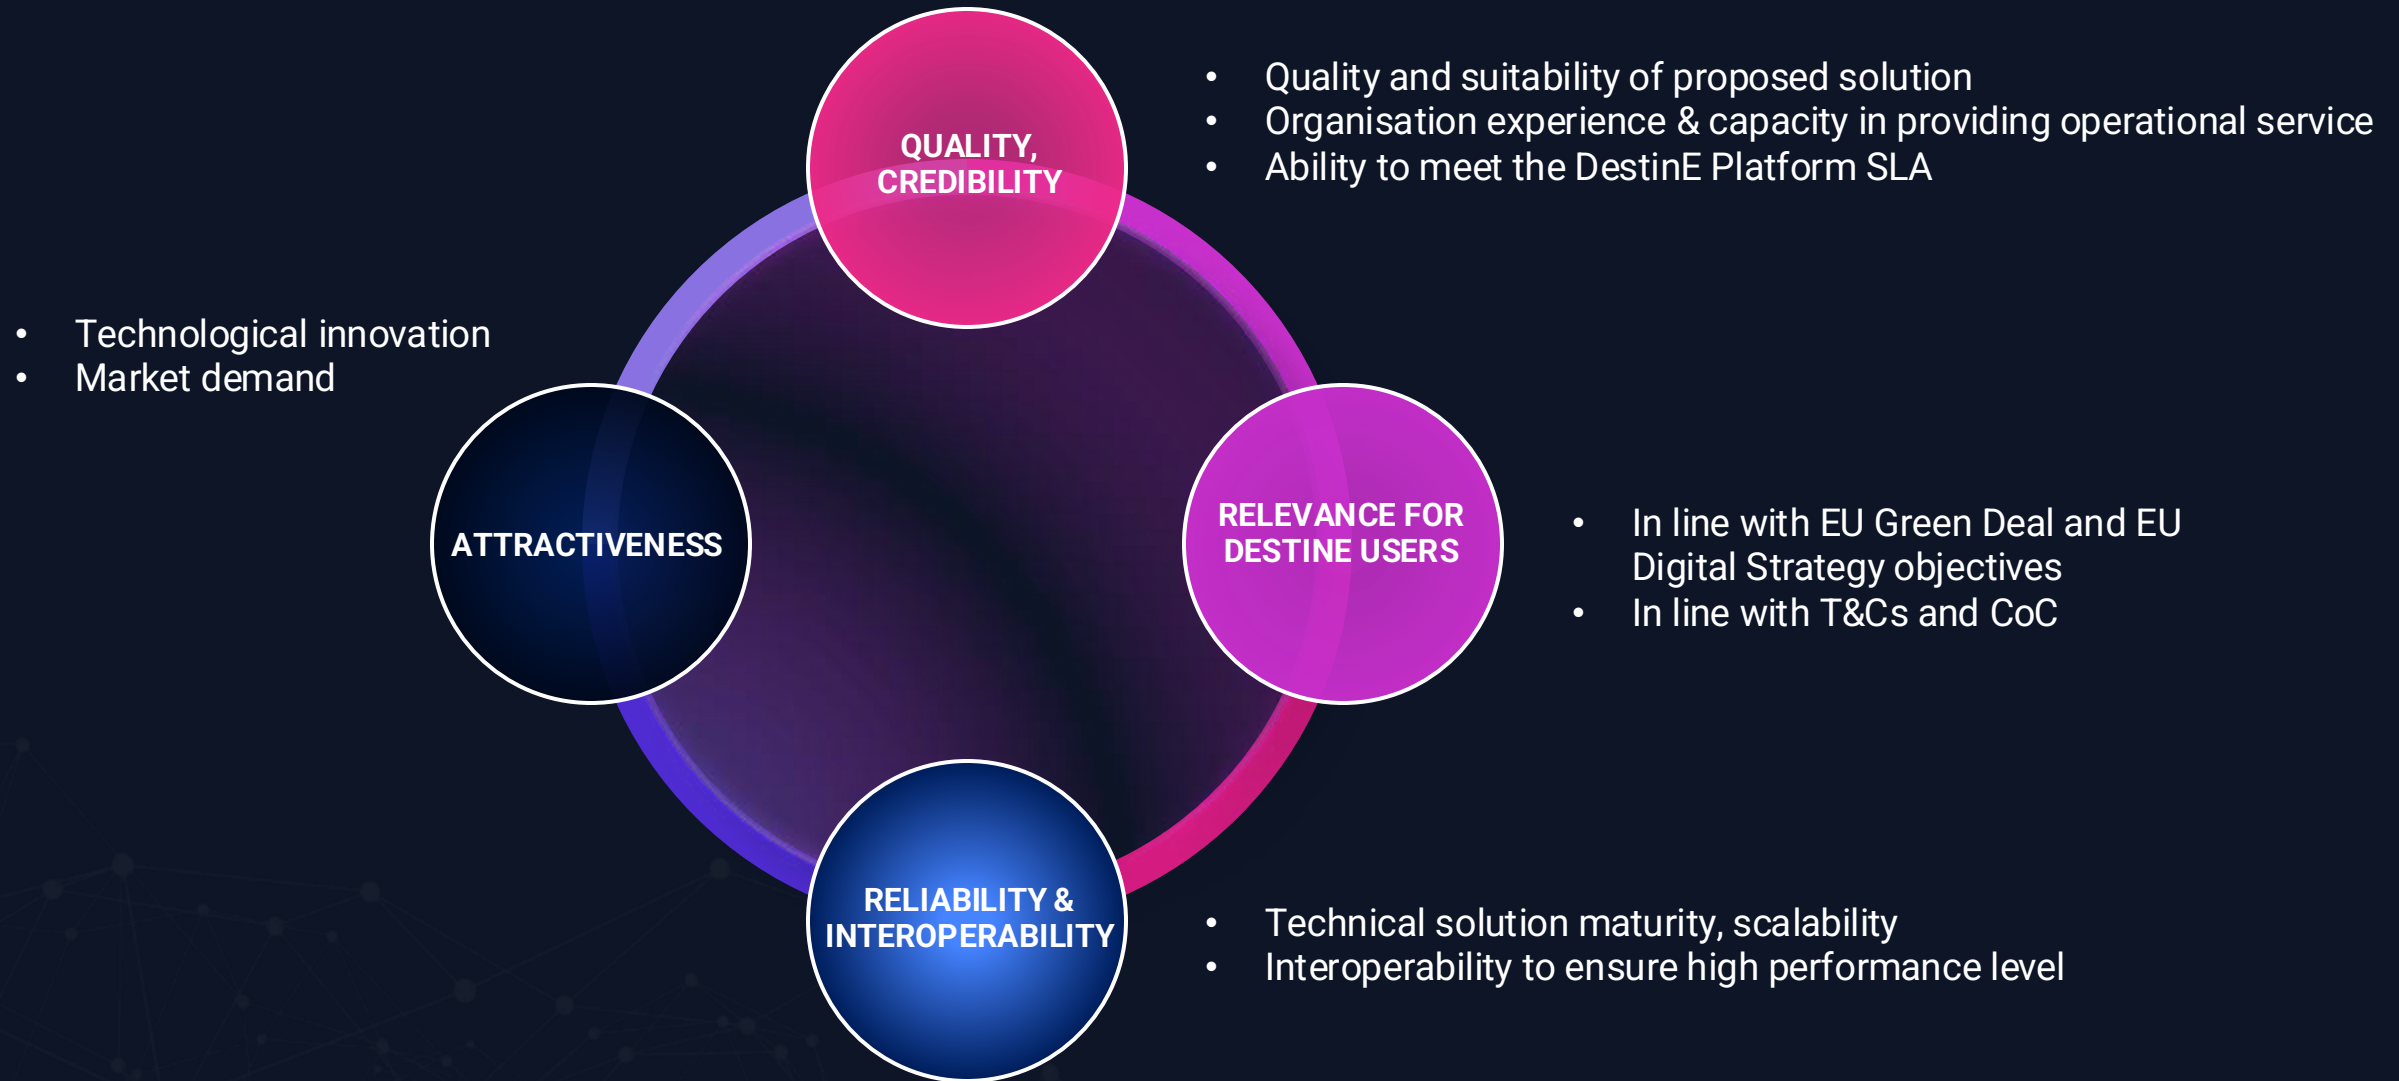 QUALITY,
CREDIBILITY
• Quality and suitability of proposed solution
• Organisation experience & capacity in providing operational service
• Ability to meet the DestinE Platform SLA
• Technological innovation
• Market demand
ATTRACTIVENESS
RELEVANCE FOR
DESTINE USERS
• In line with EU Green Deal and EU
Digital Strategy objectives
• In line with T&Cs and CoC
RELIABILITY &
INTEROPERABILITY
• Technical solution maturity, scalability
• Interoperability to ensure high performance level